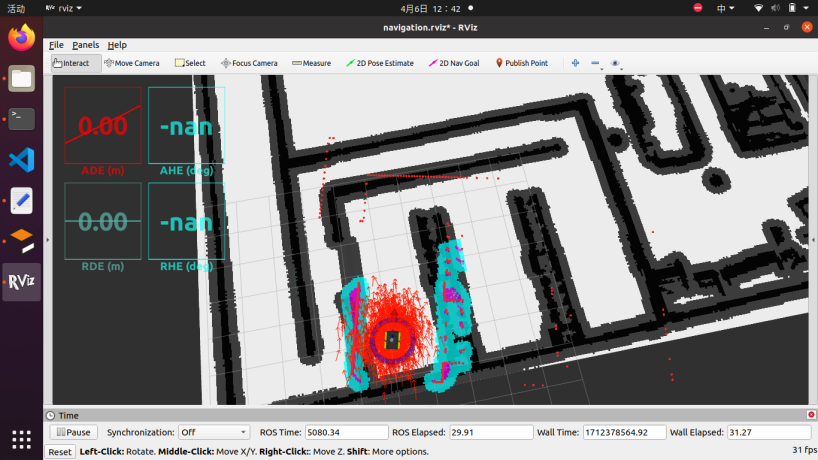 活动 rviz 4月6日 12：42 中
navigation.rviz* - RViz
File Panels Help
Interact Move Camera Select Focus Camera Measure 2D Pose Estimate 2D Nav Goal Publish Point
0.00 -nan
ADE (m) AHE (deg)
0.00 -nan
RDE (m) RHE (deg)
RViz
Time
Pause Synchronization: Off ROS Time: 5080.34 ROS Elapsed: 29.91 Wall Time: 1712378564.92 Wall Elapsed: 31.27
Reset Left-Click: Rotate. Middle-Click: Move X/Y. Right-Click:: Move Z. Shift: More options. 31 fps